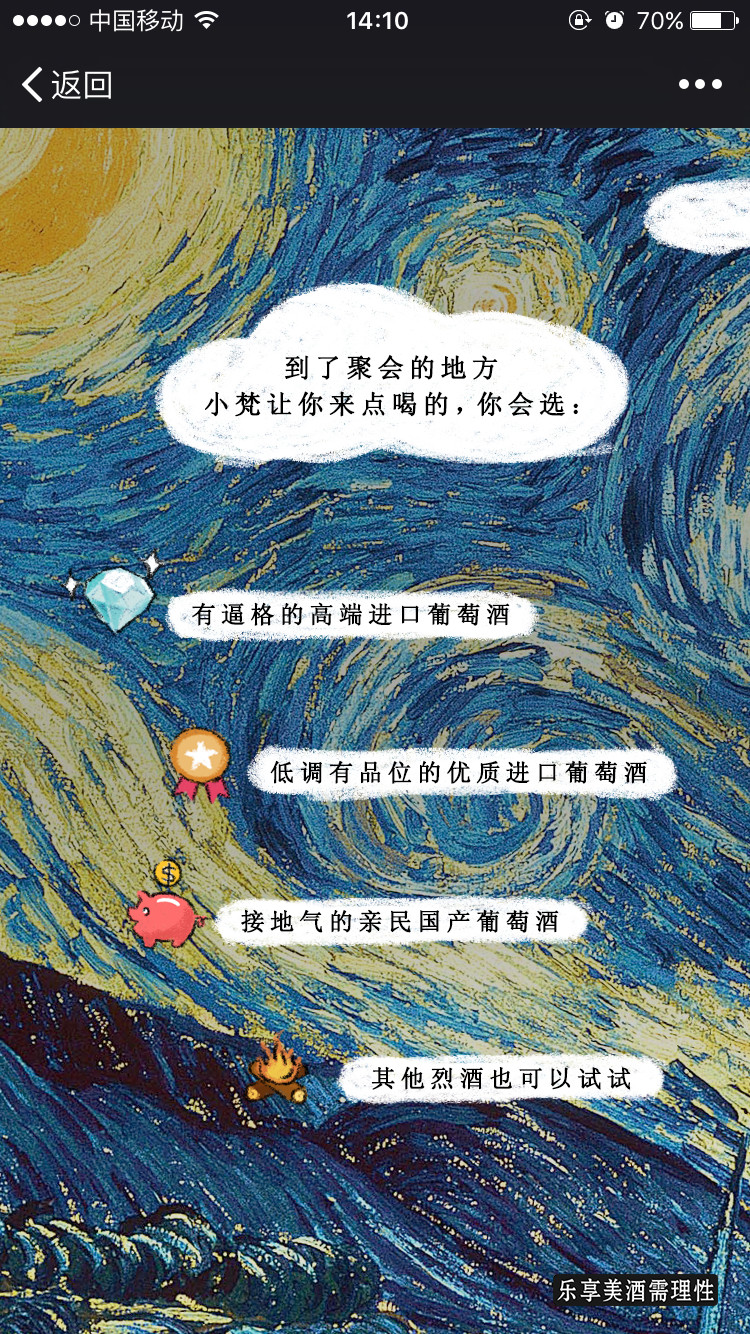 中国移动
14:10
70%
返回
到了聚会的地方
小梵让你来点喝的，你会选：
有逼格的高端进口葡萄酒
低调有品位的优质进口葡萄酒
$
接地气的亲民国产葡萄酒
其他烈酒也可以试试
乐享美酒需理性